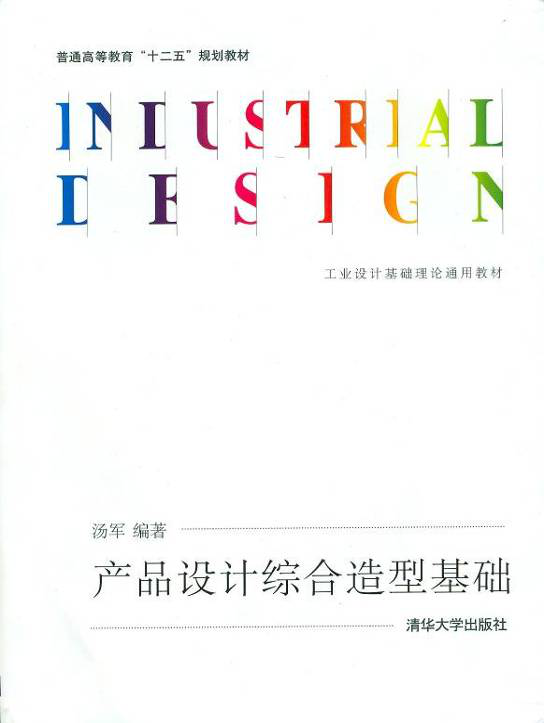 普通高等教育“十二五”规划教材
INDUSTRIAL
DESIGN
工业设计基础理论通用教材
汤军 编著
产品设计综合造型基础
清华大学出版社